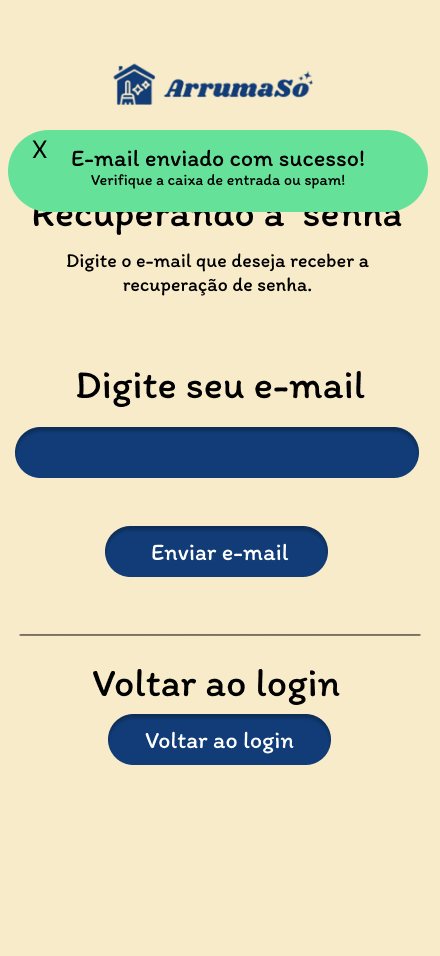 ArrumaSó
X
E-mail enviado com sucesso!
Verifique a caixa de entrada ou spam!
Recuperando a senha
Digite o e-mail que deseja receber a
recuperação de senha.
Digite seu e-mail
Enviar e-mail
Voltar ao login
Voltar ao login